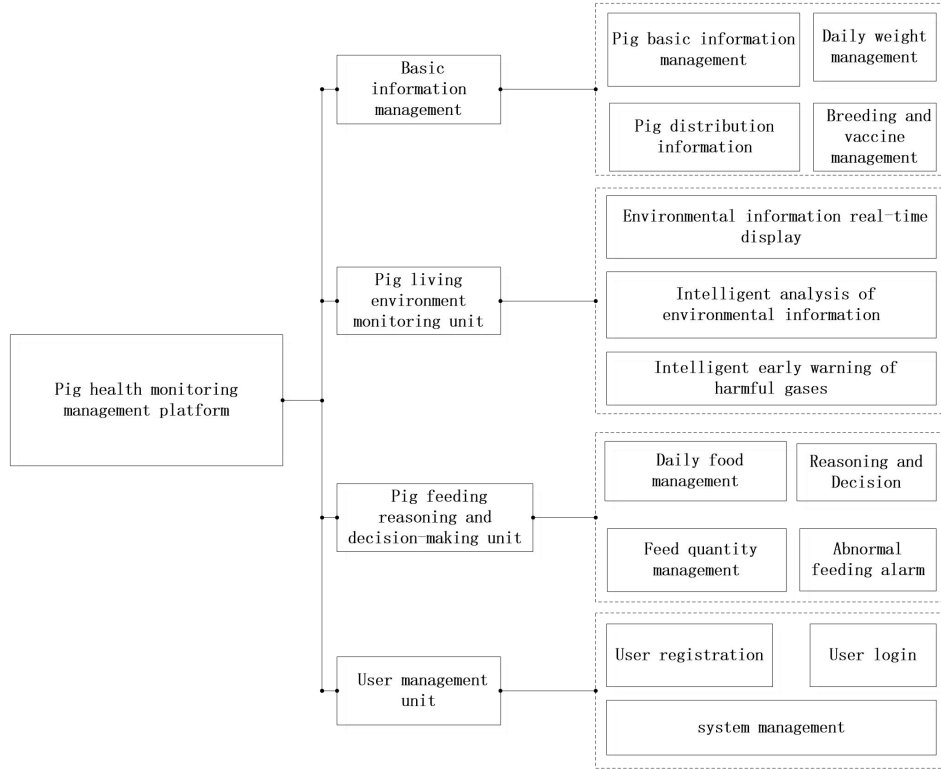 Pig health monitoring
management platform
Basic
information
management
Pig basic information
management
Daily weight
management
Pig distribution
information
Breeding and
vaccine
management
Pig living
environment
monitoring unit
Environmental information real-time
display
Intelligent analysis of
environmental information
Intelligent early warning of
harmful gases
Pig feeding
reasoning and
decision-making unit
Daily food
management
Reasoning and
Decision
Feed quantity
management
Abnormal
feeding alarm
User management
unit
User registration
User login
system management